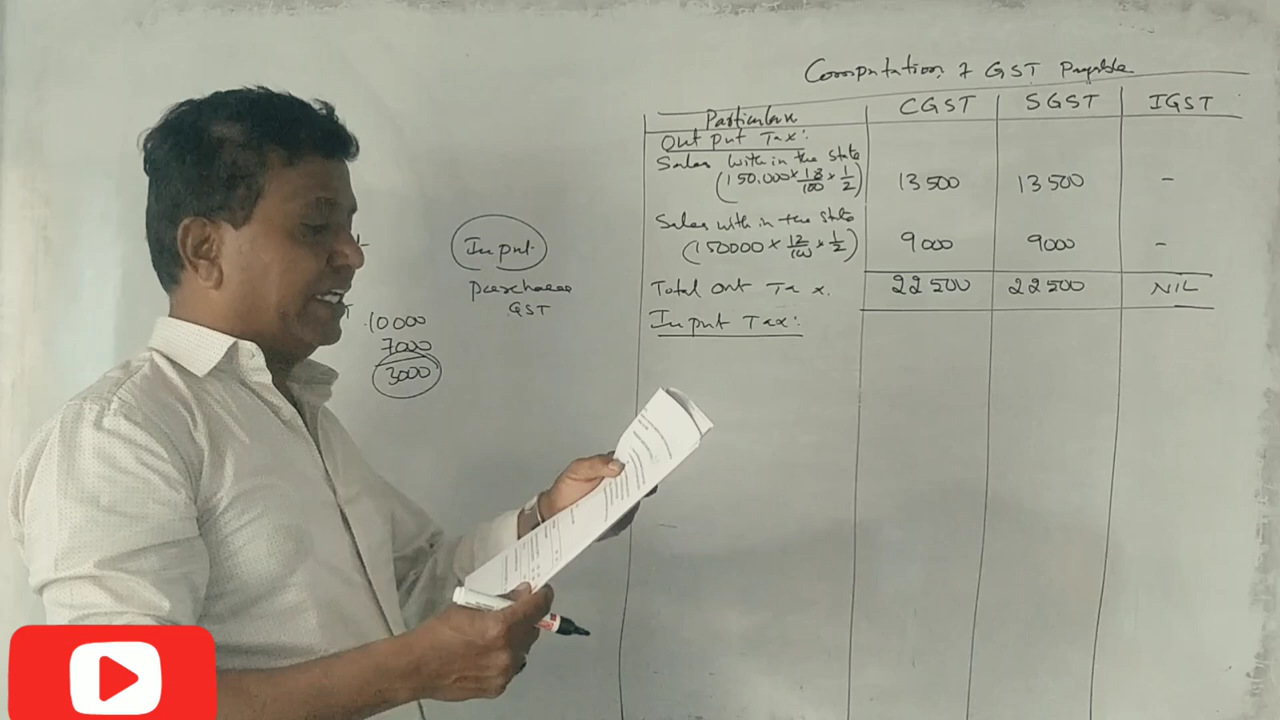 Computation of GST Payable
Particulars CGST SGST IGST
Out put Tax:
Sales with in the state
(150.000 × 18/100 × 1/2) 13500 13500 -
Sales with in the state
(150000 × 12/100 × 1/2) 9000 9000 -
Total Out Tax. 22500 22500 NIL
Input Tax:
Input
purchases
GST
10000
7000
3000